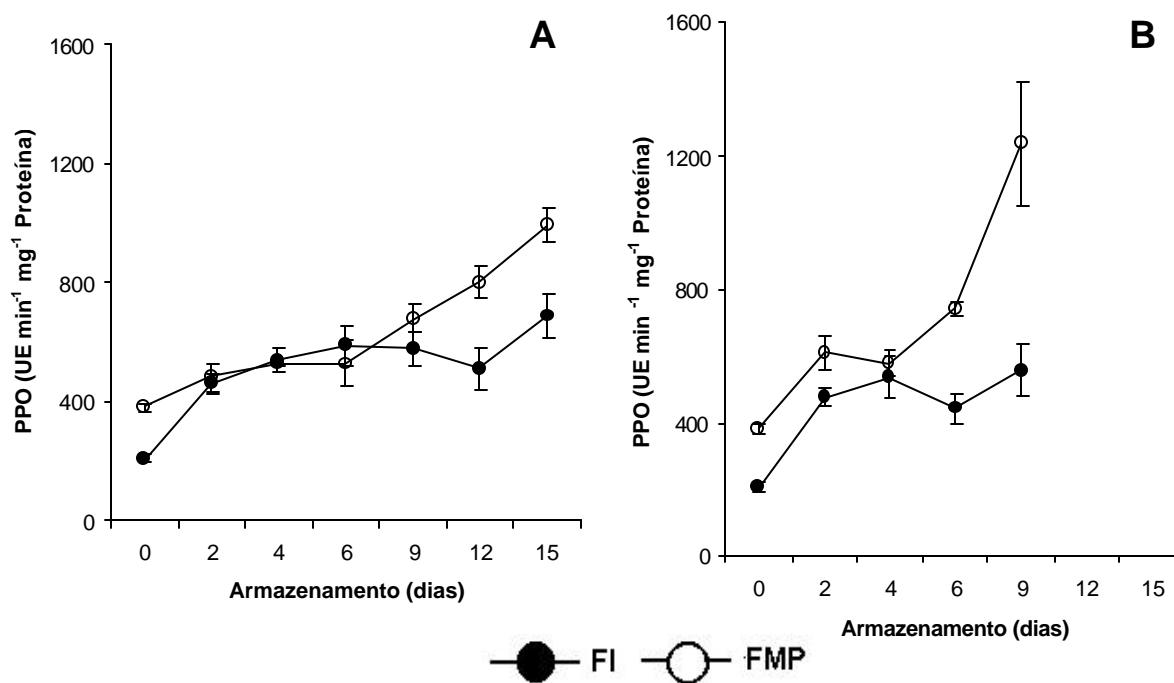 A
PPO (UE min⁻¹ mg⁻¹ Proteína)
1600
1200
800
400
0
0 2 4 6 9 12 15
Armazenamento (dias)
B
PPO (UE min ⁻¹ mg⁻¹ Proteína)
1600
1200
800
400
0
0 2 4 6 9 12 15
Armazenamento (dias)
FI FMP